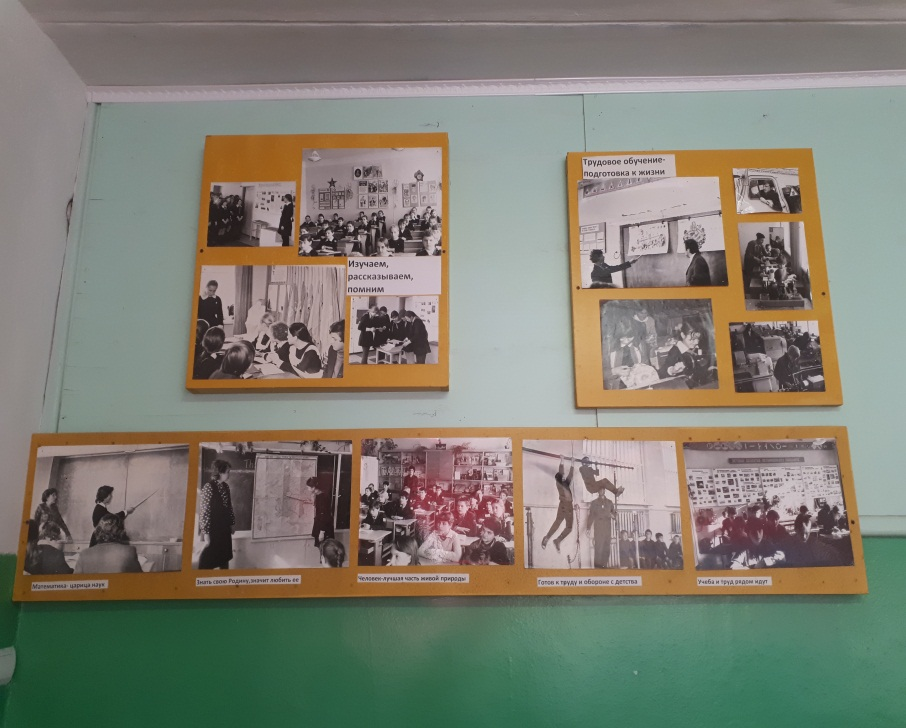 Изучаем,
рассказываем,
помним
Трудовое обучение-
подготовка к жизни
Математика- царица наук
Знать свою Родину,значит любить ее
Человек-лучшая часть живой природы
Готов к труду и обороне с детства
Учеба и труд рядом идут